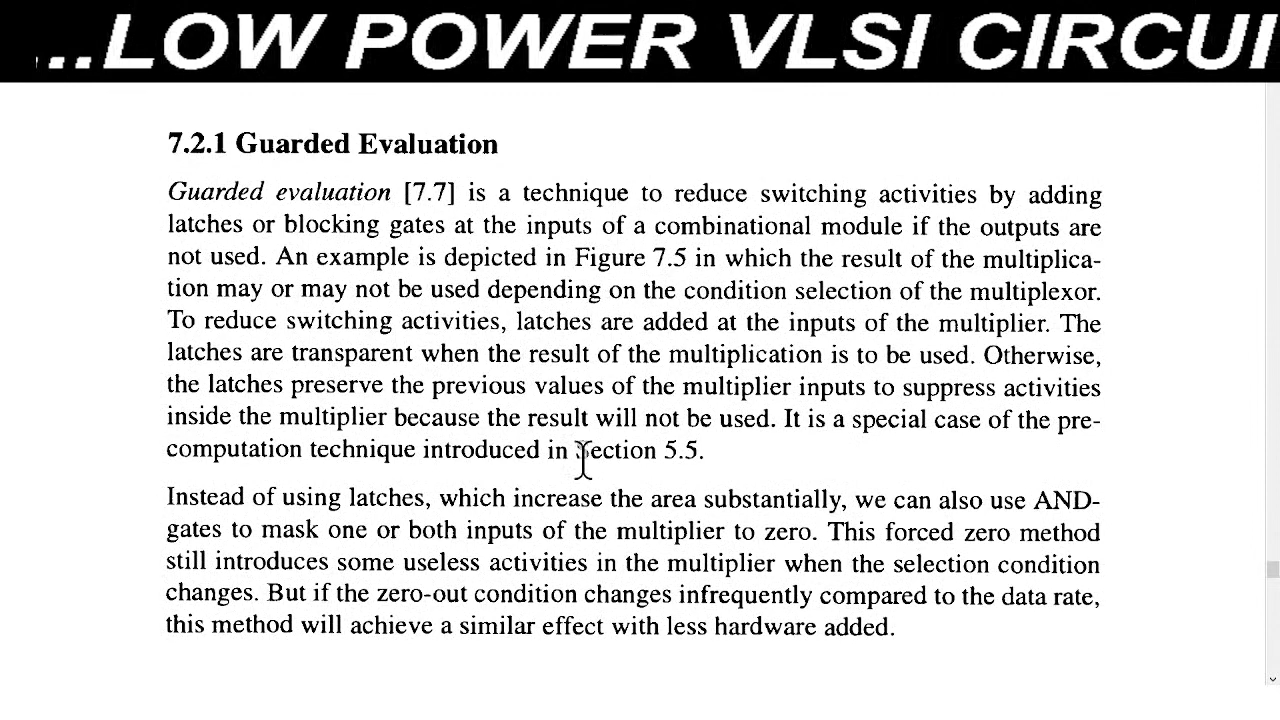 ...LOW POWER VLSI CIRCUI
7.2.1 Guarded Evaluation
Guarded evaluation [7.7] is a technique to reduce switching activities by adding
latches or blocking gates at the inputs of a combinational module if the outputs are
not used. An example is depicted in Figure 7.5 in which the result of the multiplica-
tion may or may not be used depending on the condition selection of the multiplexor.
To reduce switching activities, latches are added at the inputs of the multiplier. The
latches are transparent when the result of the multiplication is to be used. Otherwise,
the latches preserve the previous values of the multiplier inputs to suppress activities
inside the multiplier because the result will not be used. It is a special case of the pre-
computation technique introduced in Section 5.5.
Instead of using latches, which increase the area substantially, we can also use AND-
gates to mask one or both inputs of the multiplier to zero. This forced zero method
still introduces some useless activities in the multiplier when the selection condition
changes. But if the zero-out condition changes infrequently compared to the data rate,
this method will achieve a similar effect with less hardware added.